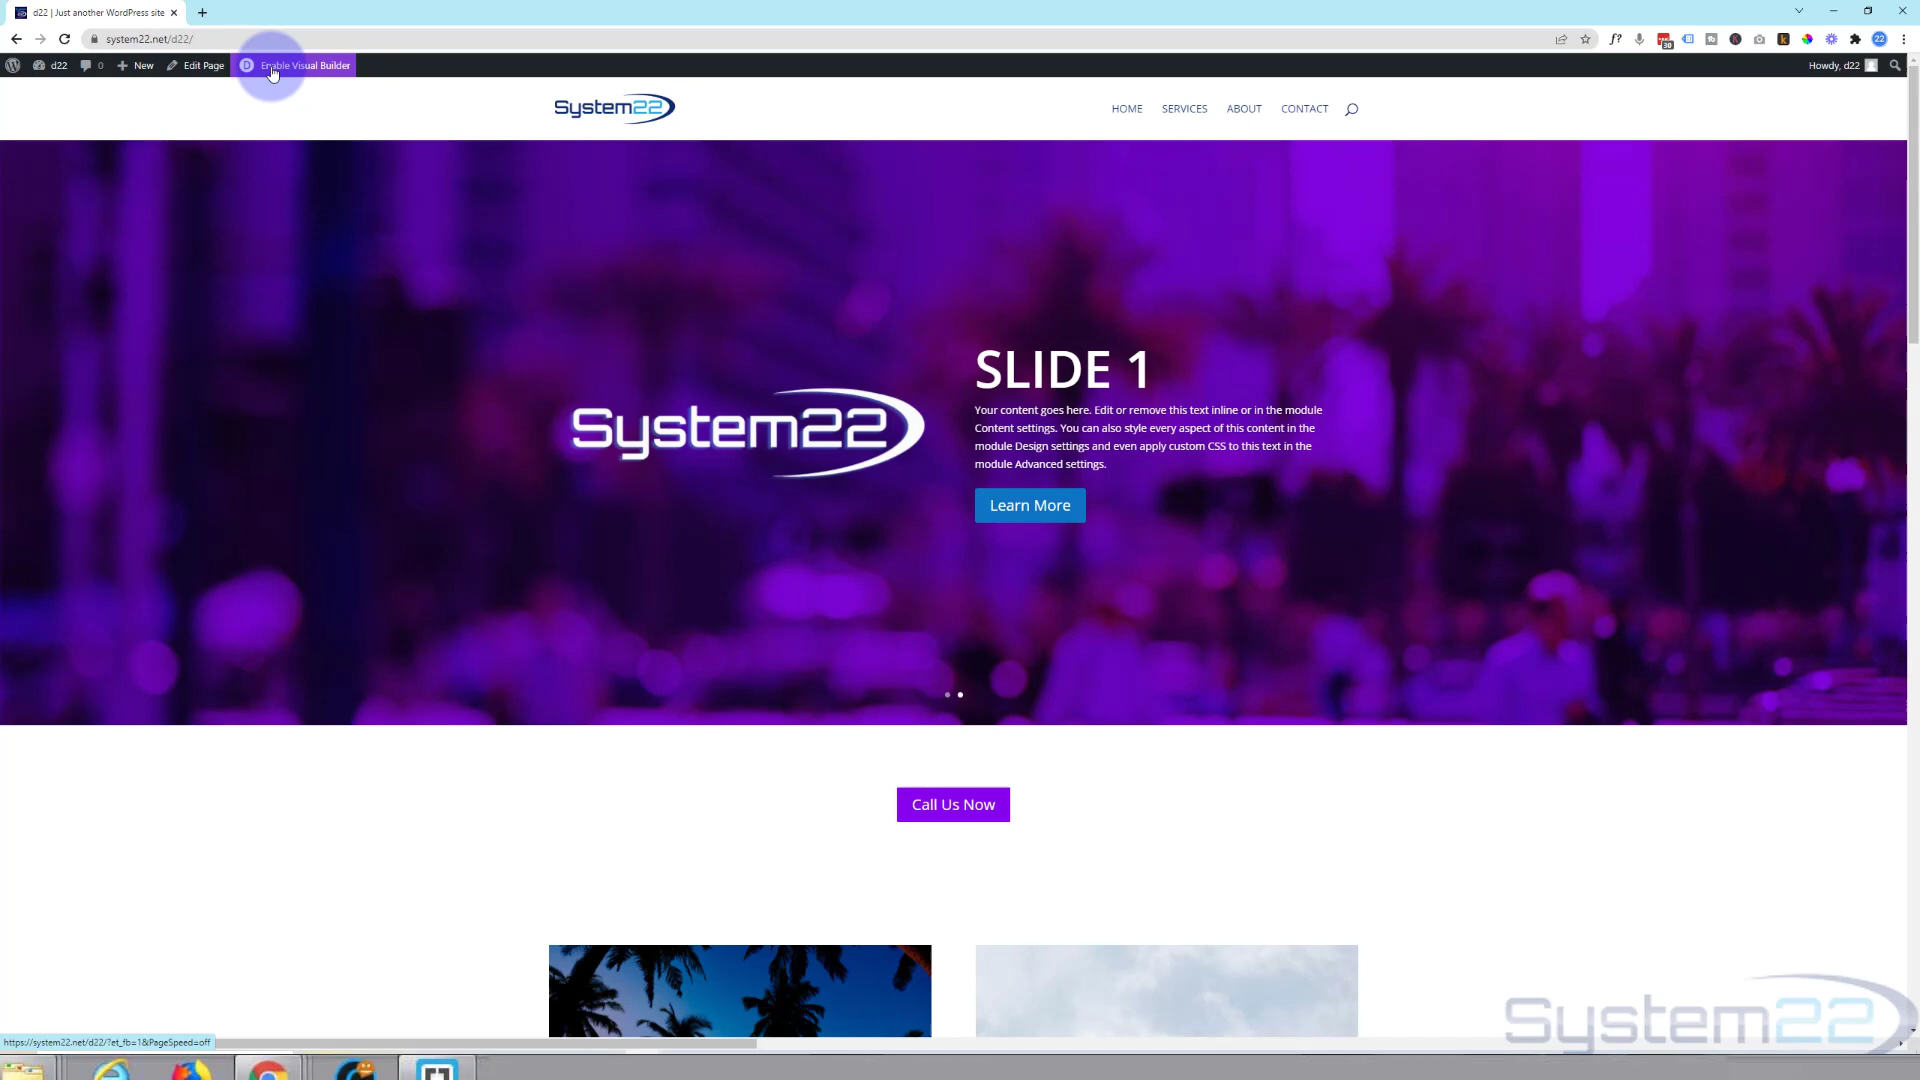 d22 | Just another WordPress site
system22.net/d22/
22
30
d22
0
New
Edit Page
D
Enable Visual Builder
Howdy, d22
System22
HOME
SERVICES
ABOUT
CONTACT
SLIDE 1
System22
Your content goes here. Edit or remove this text inline or in the module
Content settings. You can also style every aspect of this content in the
module Design settings and even apply custom CSS to this text in the
module Advanced settings.
Learn More
Call Us Now
System22
https://system22.net/d22/?et_fb=1&PageSpeed=off